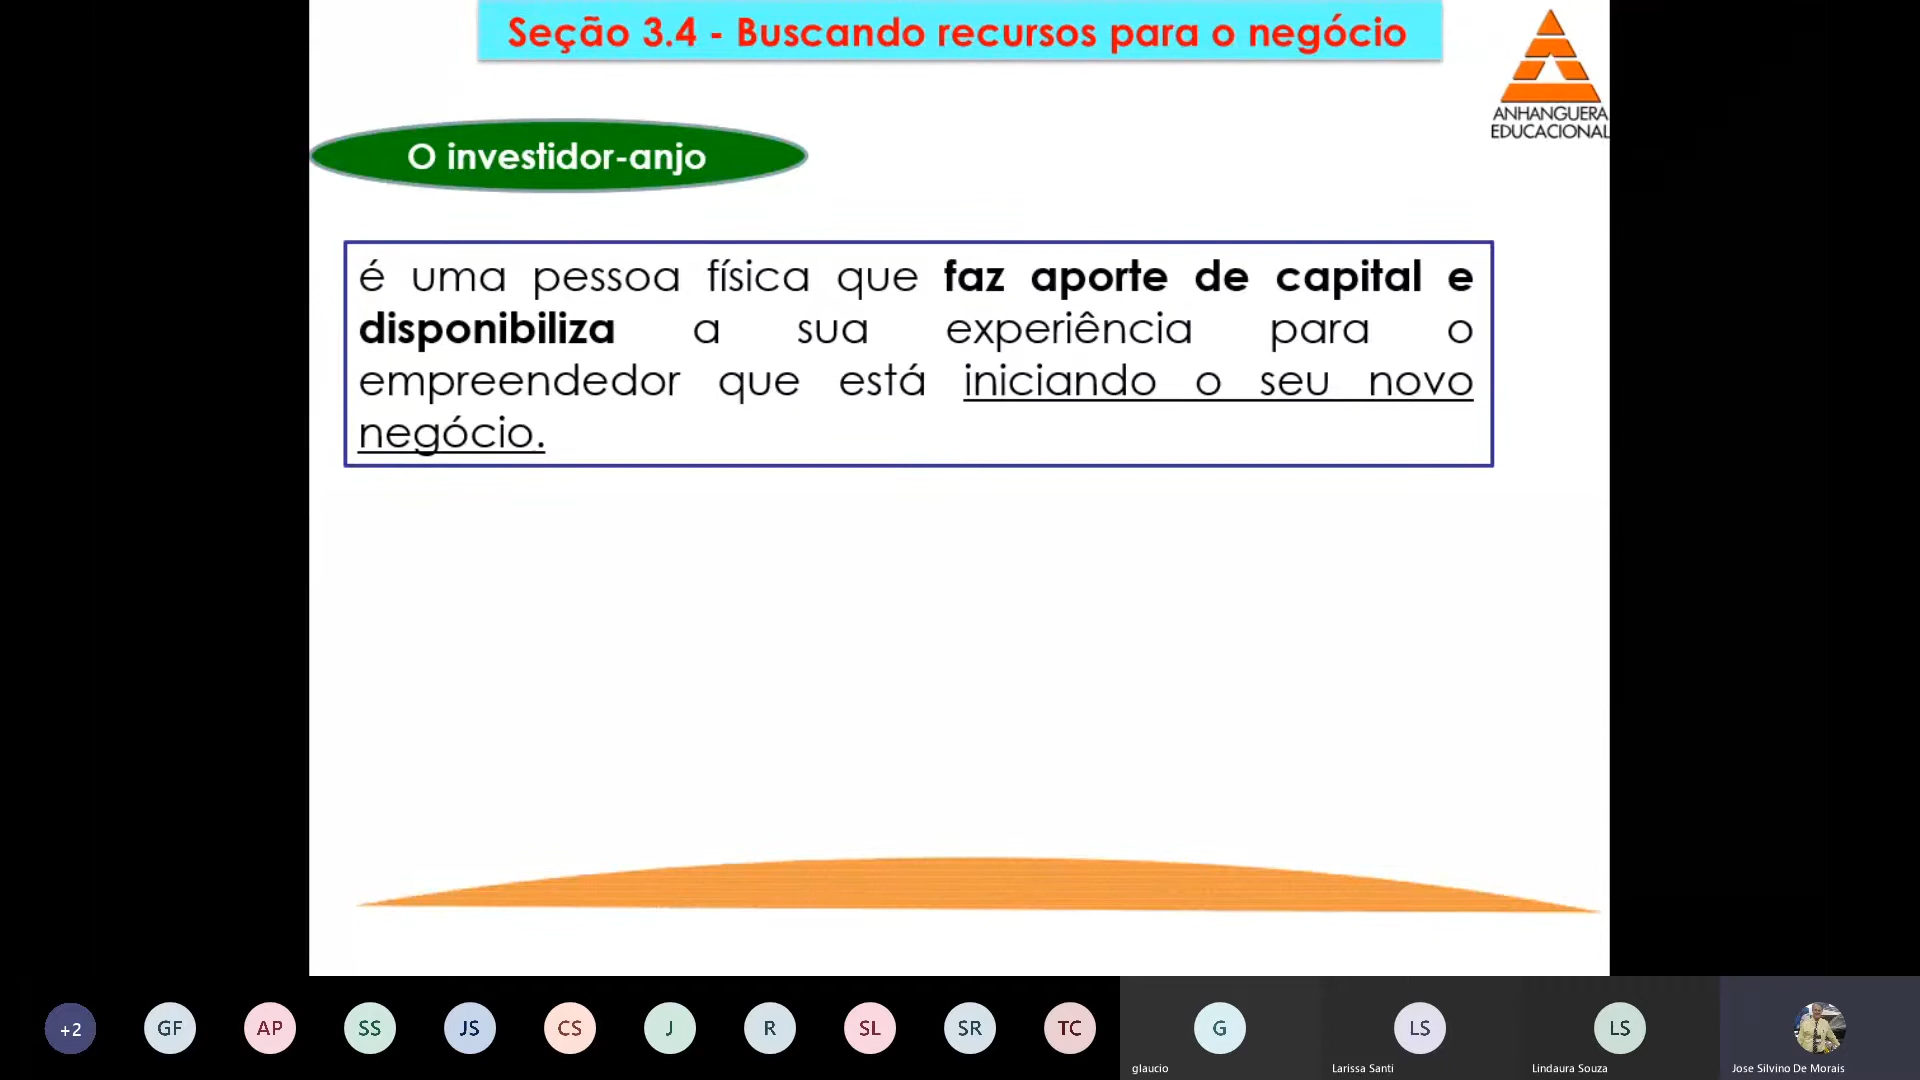 Seção 3.4 - Buscando recursos para o negócio
ANHANGUERA
EDUCACIONAL
O investidor-anjo
é uma pessoa física que faz aporte de capital e
disponibiliza a sua experiência para o
empreendedor que está iniciando o seu novo
negócio.
+2 GF AP SS JS CS J R SL SR TC G LS LS
glaucio Larissa Santi Lindaura Souza Jose Silvino De Morais